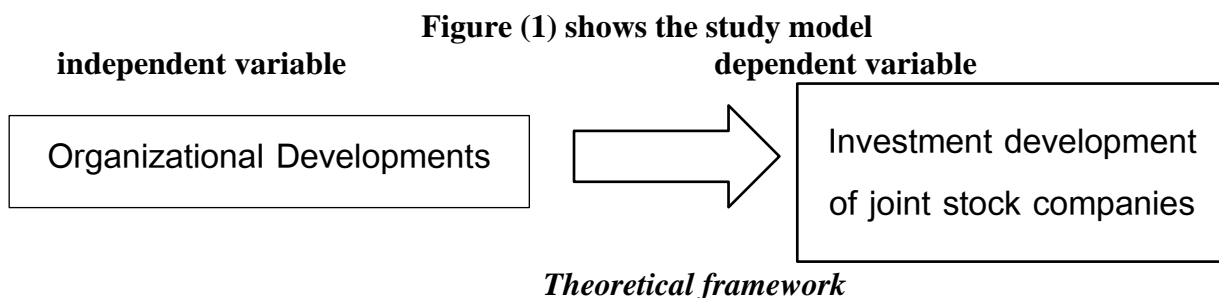 Figure (1) shows the study model
independent variable dependent variable
Organizational Developments
Investment development
of joint stock companies
Theoretical framework